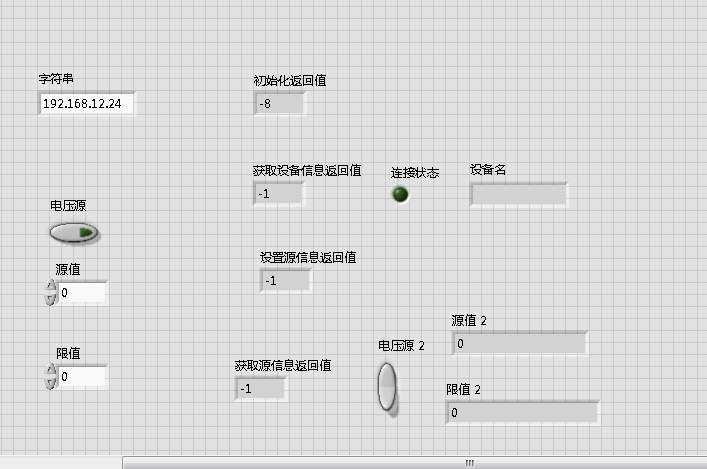 字符串
192.168.12.24
初始化返回值
-8
获取设备信息返回值
-1
连接状态
设备名
电压源
源值
0
设置源信息返回值
-1
限值
0
获取源信息返回值
-1
电压源 2
源值 2
0
限值 2
0